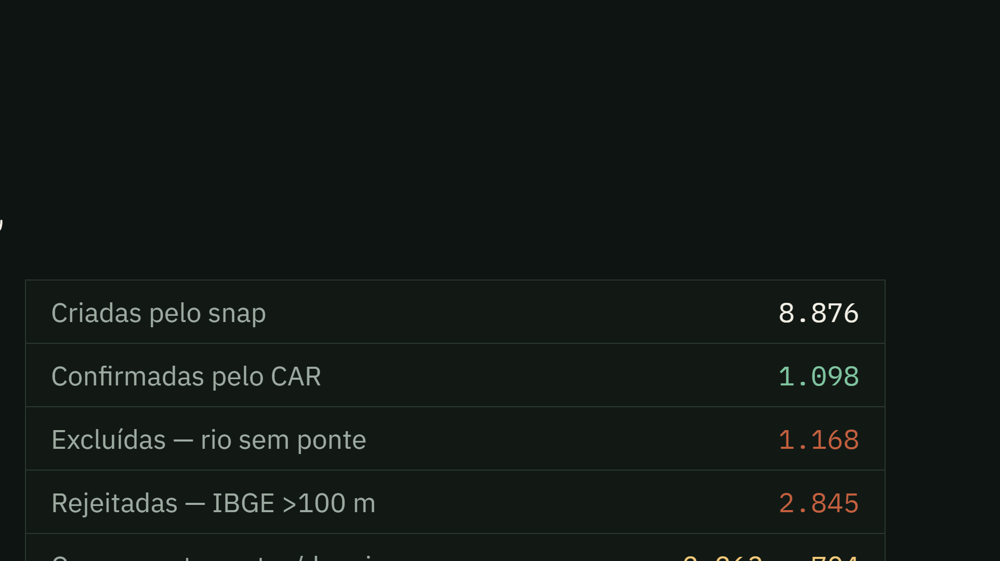 Criadas pelo snap 8.876
Confirmadas pelo CAR 1.098
Excluídas — rio sem ponte 1.168
Rejeitadas — IBGE >100 m 2.845